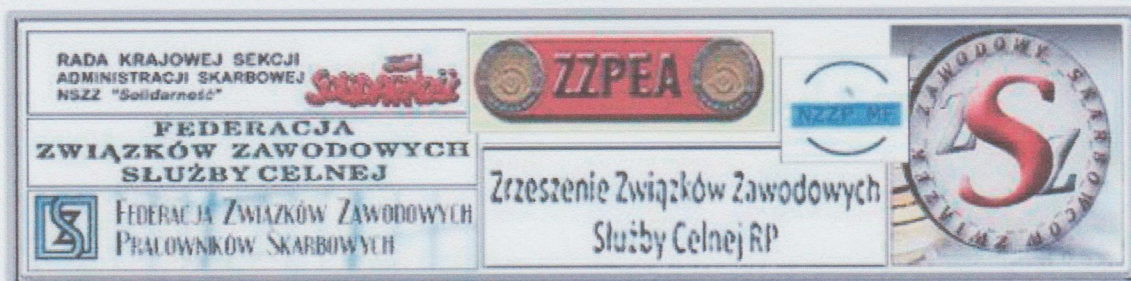 RADA KRAJOWEJ SEKCJI
ADMINISTRACJI SKARBOWEJ
NSZZ "Solidarność"
Solidarność
FEDERACJA
ZWIĄZKÓW ZAWODOWYCH
SŁUŻBY CELNEJ
FEDERACJA ZWIĄZKÓW ZAWODOWYCH
PRACOWNIKÓW SKARBOWYCH
ZZPEA
NZZP MF
Zrzeszenie Związków Zawodowych
Służby Celnej RP
ZWIĄZEK ZAWODOWY SKARBOWCÓW
ZSZ